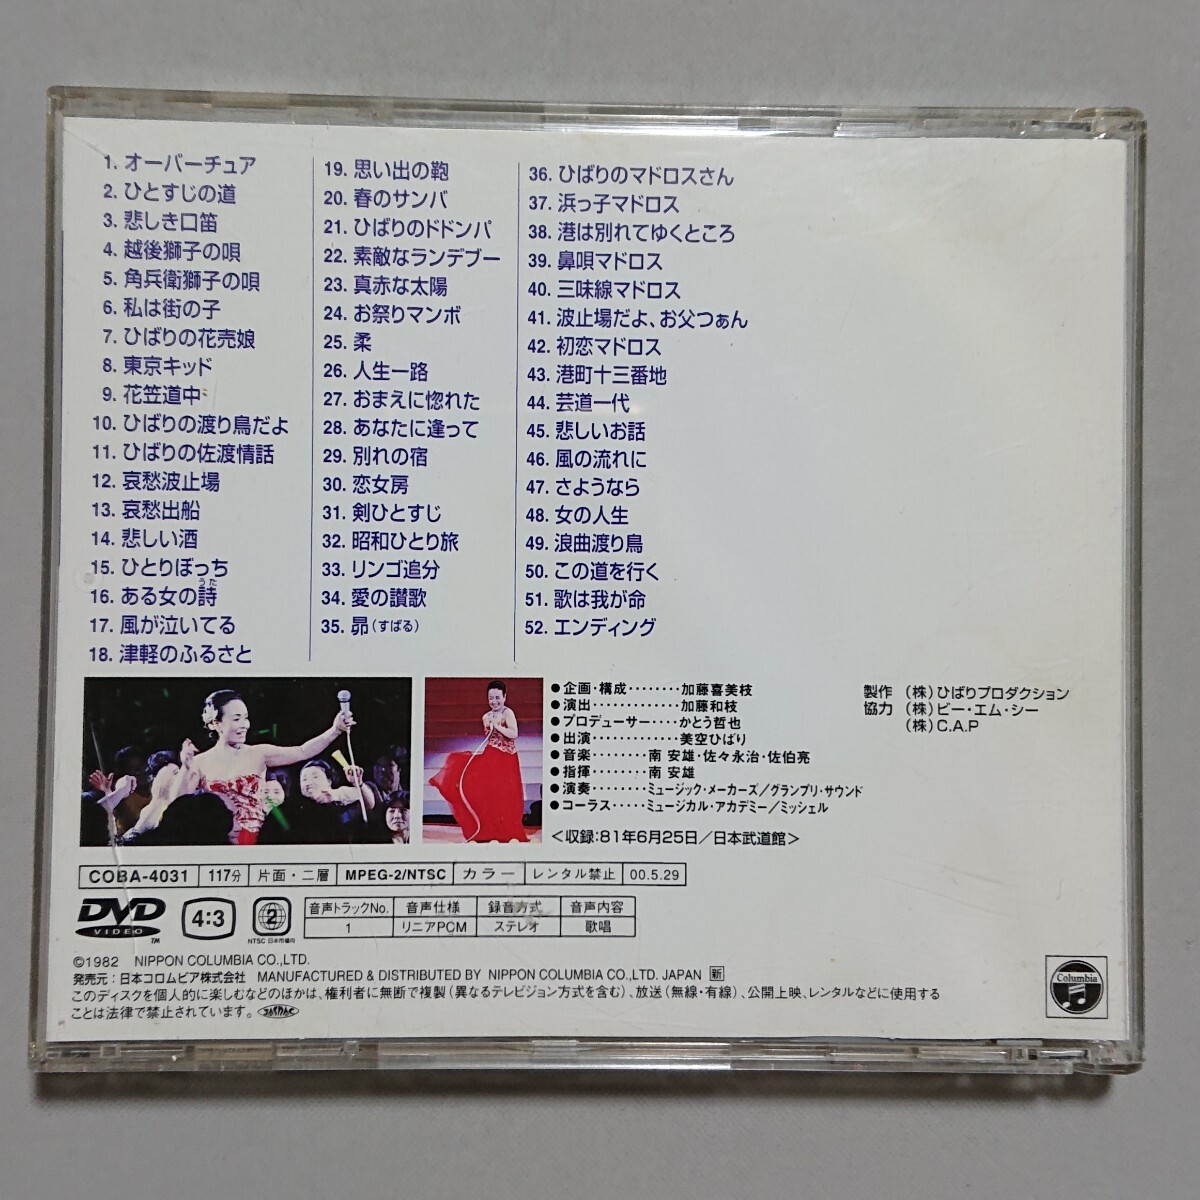 1. オーバーチュア
2. ひとすじの道
3. 悲しき口笛
4. 越後獅子の唄
5. 角兵衛獅子の唄
6. 私は街の子
7. ひばりの花売娘
8. 東京キッド
9. 花笠道中
10. ひばりの渡り鳥だよ
11. ひばりの佐渡情話
12. 哀愁波止場
13. 哀愁出船
14. 悲しい酒
15. ひとりぼっち
16. ある女の詩
うた
17. 風が泣いてる
18. 津軽のふるさと
19. 思い出の鞄
20. 春のサンバ
21. ひばりのドドンパ
22. 素敵なランデブー
23. 真赤な太陽
24. お祭りマンボ
25. 柔
26. 人生一路
27. おまえに惚れた
28. あなたに逢って
29. 別れの宿
30. 恋女房
31. 剣ひとすじ
32. 昭和ひとり旅
33. リンゴ追分
34. 愛の讃歌
35. 昴(すばる)
36. ひばりのマドロスさん
37. 浜っ子マドロス
38. 港は別れてゆくところ
39. 鼻唄マドロス
40. 三味線マドロス
41. 波止場だよ、お父つぁん
42. 初恋マドロス
43. 港町十三番地
44. 芸道一代
45. 悲しいお話
46. 風の流れに
47. さようなら
48. 女の人生
49. 浪曲渡り鳥
50. この道を行く
51. 歌は我が命
52. エンディング
●企画・構成‥‥‥‥加藤喜美枝
●演出‥‥‥‥‥‥加藤和枝
●プロデューサー‥‥かとう哲也
●出演‥‥‥‥‥‥美空ひばり
●音楽‥‥‥‥南 安雄・佐々永治・佐伯亮
●指揮‥‥‥‥南 安雄
●演奏‥‥‥‥ミュージック・メーカーズ/グランプリ・サウンド
●コーラス‥‥‥ミュージカル・アカデミー/ミッシェル
<収録:81年6月25日/日本武道館>
製作 (株)ひばりプロダクション
協力 (株)ビー・エム・シー
(株)C.A.P
COBA-4031 117分 片面・二層 MPEG-2/NTSC カラー レンタル禁止 00.5.29
DVD VIDEO TM
4:3
2
NTSC 日本市場向
音声トラックNo. 音声仕様 録音方式 音声内容
1 リニアPCM ステレオ 歌唱
©1982 NIPPON COLUMBIA CO.,LTD.
発売元:日本コロムビア株式会社 MANUFACTURED & DISTRIBUTED BY NIPPON COLUMBIA CO.,LTD. JAPAN 新
このディスクを個人的に楽しむなどのほかは、権利者に無断で複製(異なるテレビジョン方式を含む)、放送(無線・有線)、公開上映、レンタルなどに使用する
ことは法律で禁止されています。
Columbia